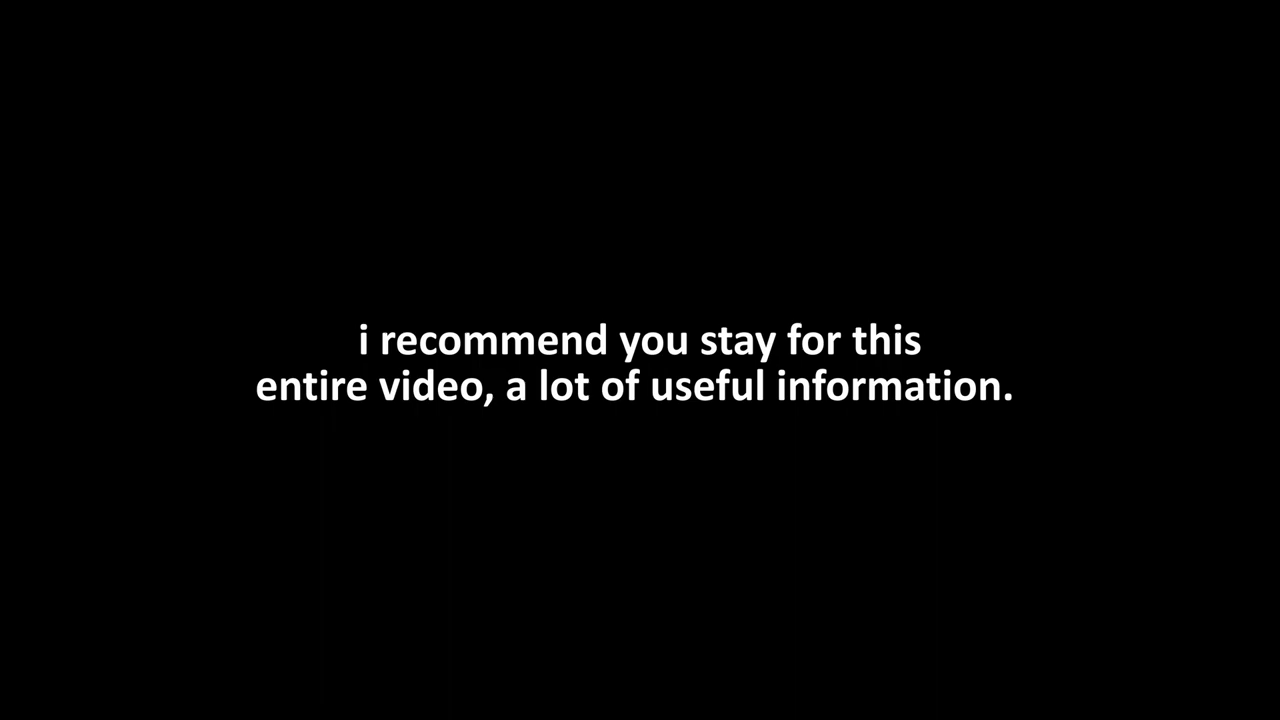 i recommend you stay for this
entire video, a lot of useful information.